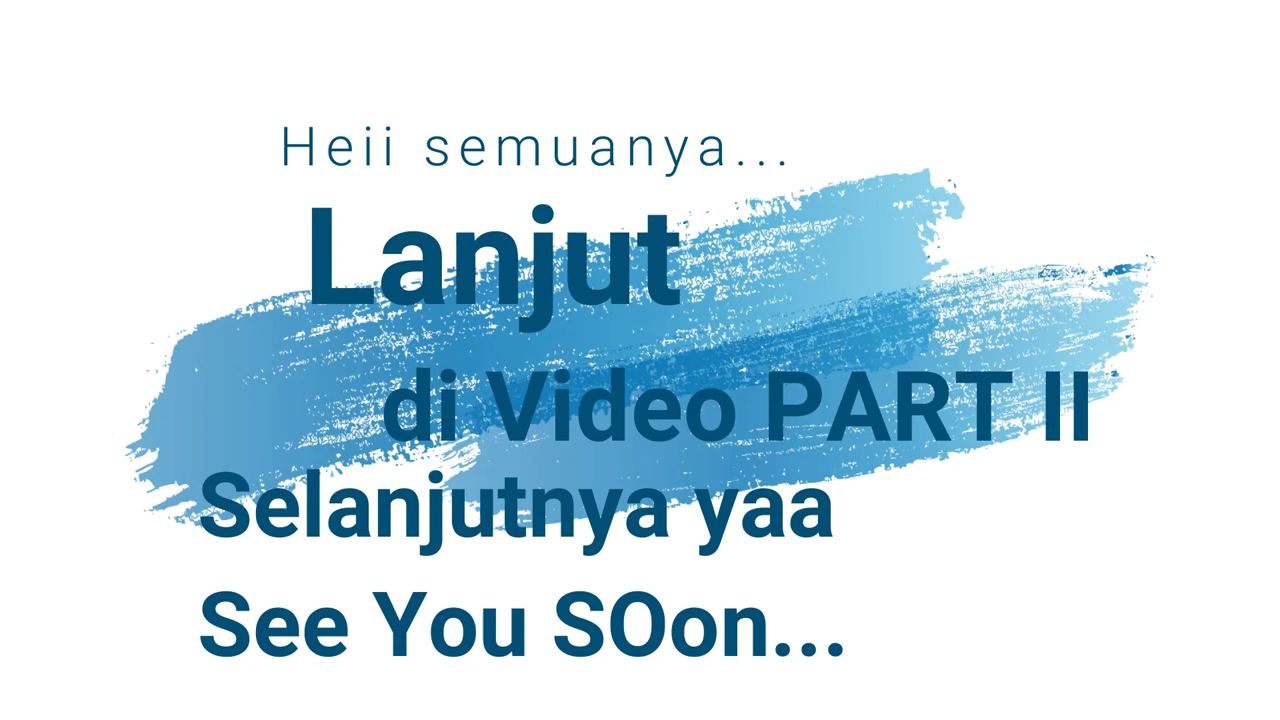 Heii semuanya...
Lanjut
di Video PART II
Selanjutnya yaa
See You SOon...